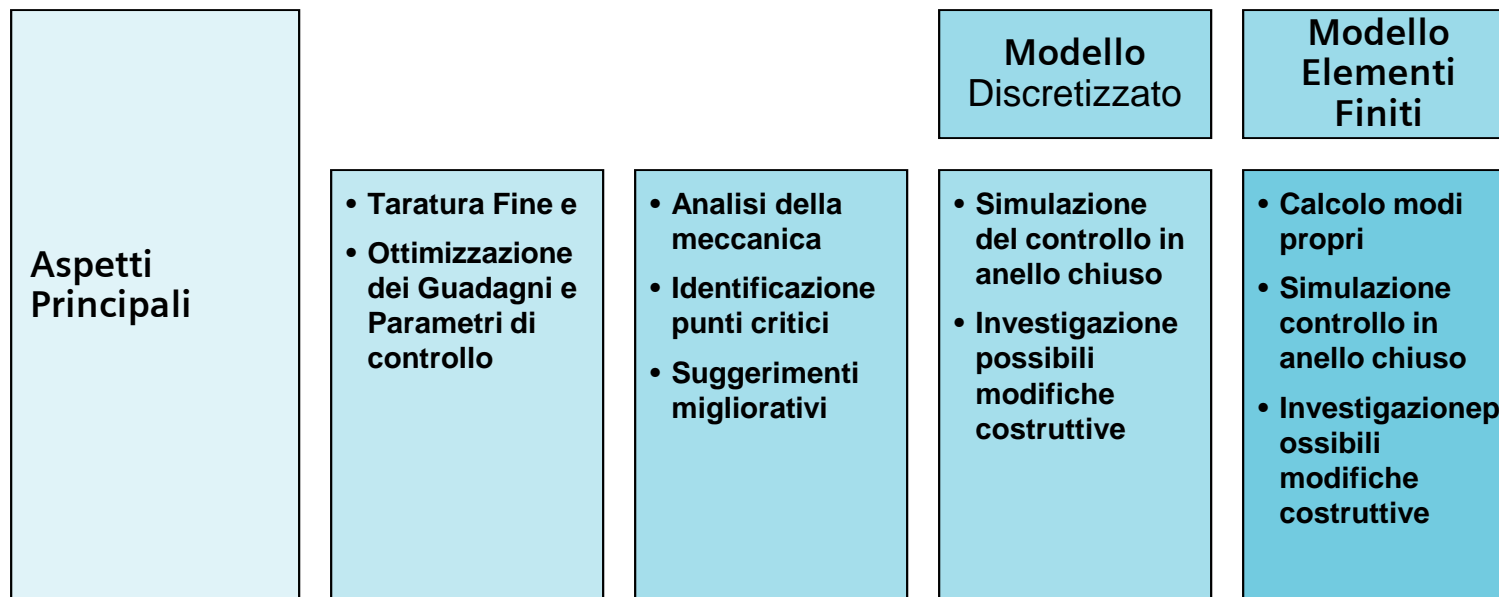 Modello
Discretizzato
Modello
Elementi
Finiti
Aspetti
Principali
• Taratura Fine e
• Ottimizzazione
dei Guadagni e
Parametri di
controllo
• Analisi della
meccanica
• Identificazione
punti critici
• Suggerimenti
migliorativi
• Simulazione
del controllo in
anello chiuso
• Investigazione
possibili
modifiche
costruttive
• Calcolo modi
propri
• Simulazione
controllo in
anello chiuso
• Investigazionep
ossibili
modifiche
costruttive